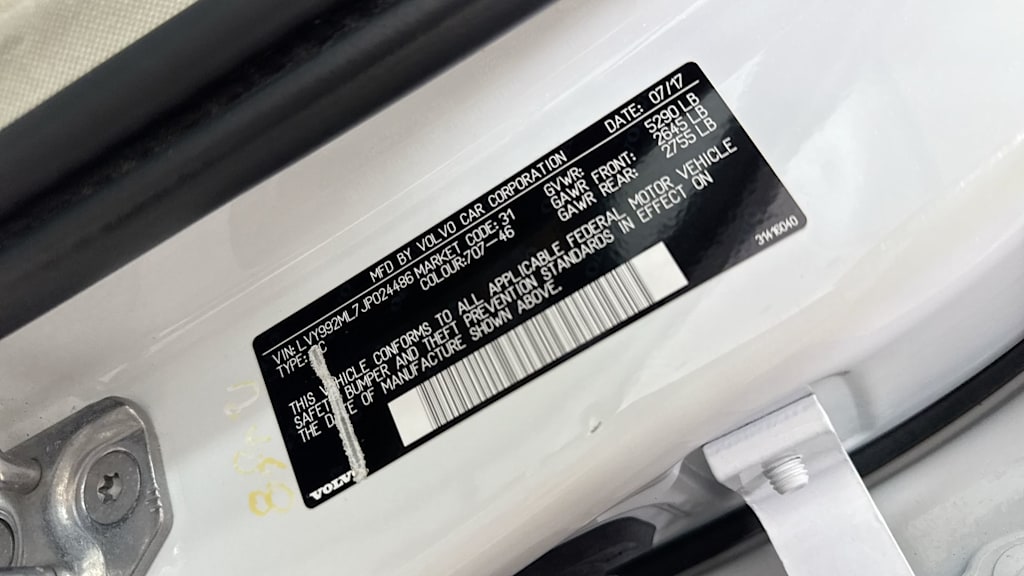 MFD BY VOLVO CAR CORPORATION DATE: 07/17
VIN:LVY992ML7JP024486 MARKET CODE:31 GVWR: 5290 LB
COLOUR:707-46 GAWR FRONT: 2645 LB
TYPE: GAWR REAR: 2755 LB
THIS VEHICLE CONFORMS TO ALL APPLICABLE FEDERAL MOTOR VEHICLE
SAFETY BUMPER AND THEFT PREVENTION STANDARDS IN EFFECT ON
THE DATE OF MANUFACTURE SHOWN ABOVE.
VOLVO
31416040